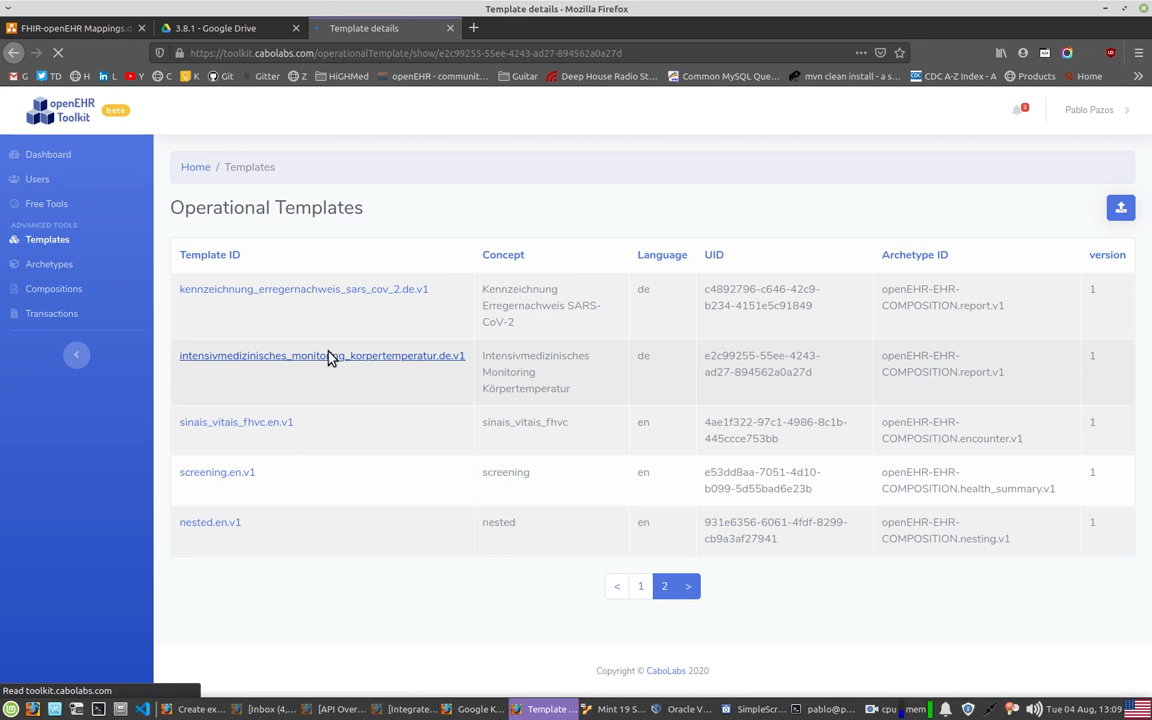 Template details - Mozilla Firefox
FHIR-openEHR Mappings.d
3.8.1 - Google Drive
Template details
https://toolkit.cabolabs.com/operationalTemplate/show/e2c99255-55ee-4243-ad27-894562a0a27d
G TD H L Y C K Git Gitter Z HiGHMed openEHR - communit... Guitar Deep House Radio St... Common MySQL Que... mvn clean install - a s... CDC A-Z Index - A Products Home
openEHR
Toolkit
beta
2
Pablo Pazos
Dashboard
Users
Free Tools
ADVANCED TOOLS
Templates
Archetypes
Compositions
Transactions
Home / Templates
Operational Templates
Template ID Concept Language UID Archetype ID version
kennzeichnung_erregernachweis_sars_cov_2.de.v1 Kennzeichnung de c4892796-c646-42c9- openEHR-EHR- 1
Erregernachweis SARS- b234-4151e5c91849 COMPOSITION.report.v1
CoV-2
intensivmedizinisches_monitoring_korpertemperatur.de.v1 Intensivmedizinisches de e2c99255-55ee-4243- openEHR-EHR- 1
Monitoring ad27-894562a0a27d COMPOSITION.report.v1
Körpertemperatur
sinais_vitais_fhvc.en.v1 sinais_vitais_fhvc en 4ae1f322-97c1-4986-8c1b- openEHR-EHR- 1
445ccce753bb COMPOSITION.encounter.v1
screening.en.v1 screening en e53dd8aa-7051-4d10- openEHR-EHR- 1
b099-5d55bad6e23b COMPOSITION.health_summary.v1
nested.en.v1 nested en 931e6356-6061-4fdf-8299- openEHR-EHR- 1
cb9a3af27941 COMPOSITION.nesting.v1
< 1 2 >
Copyright © CaboLabs 2020
Read toolkit.cabolabs.com
Create ex... [Inbox (4,... [API Over... [Integrate... Google K... Template ... Mint 19 S... Oracle V... SimpleScr... pablo@p... cpu mem Tue 04 Aug, 13:09